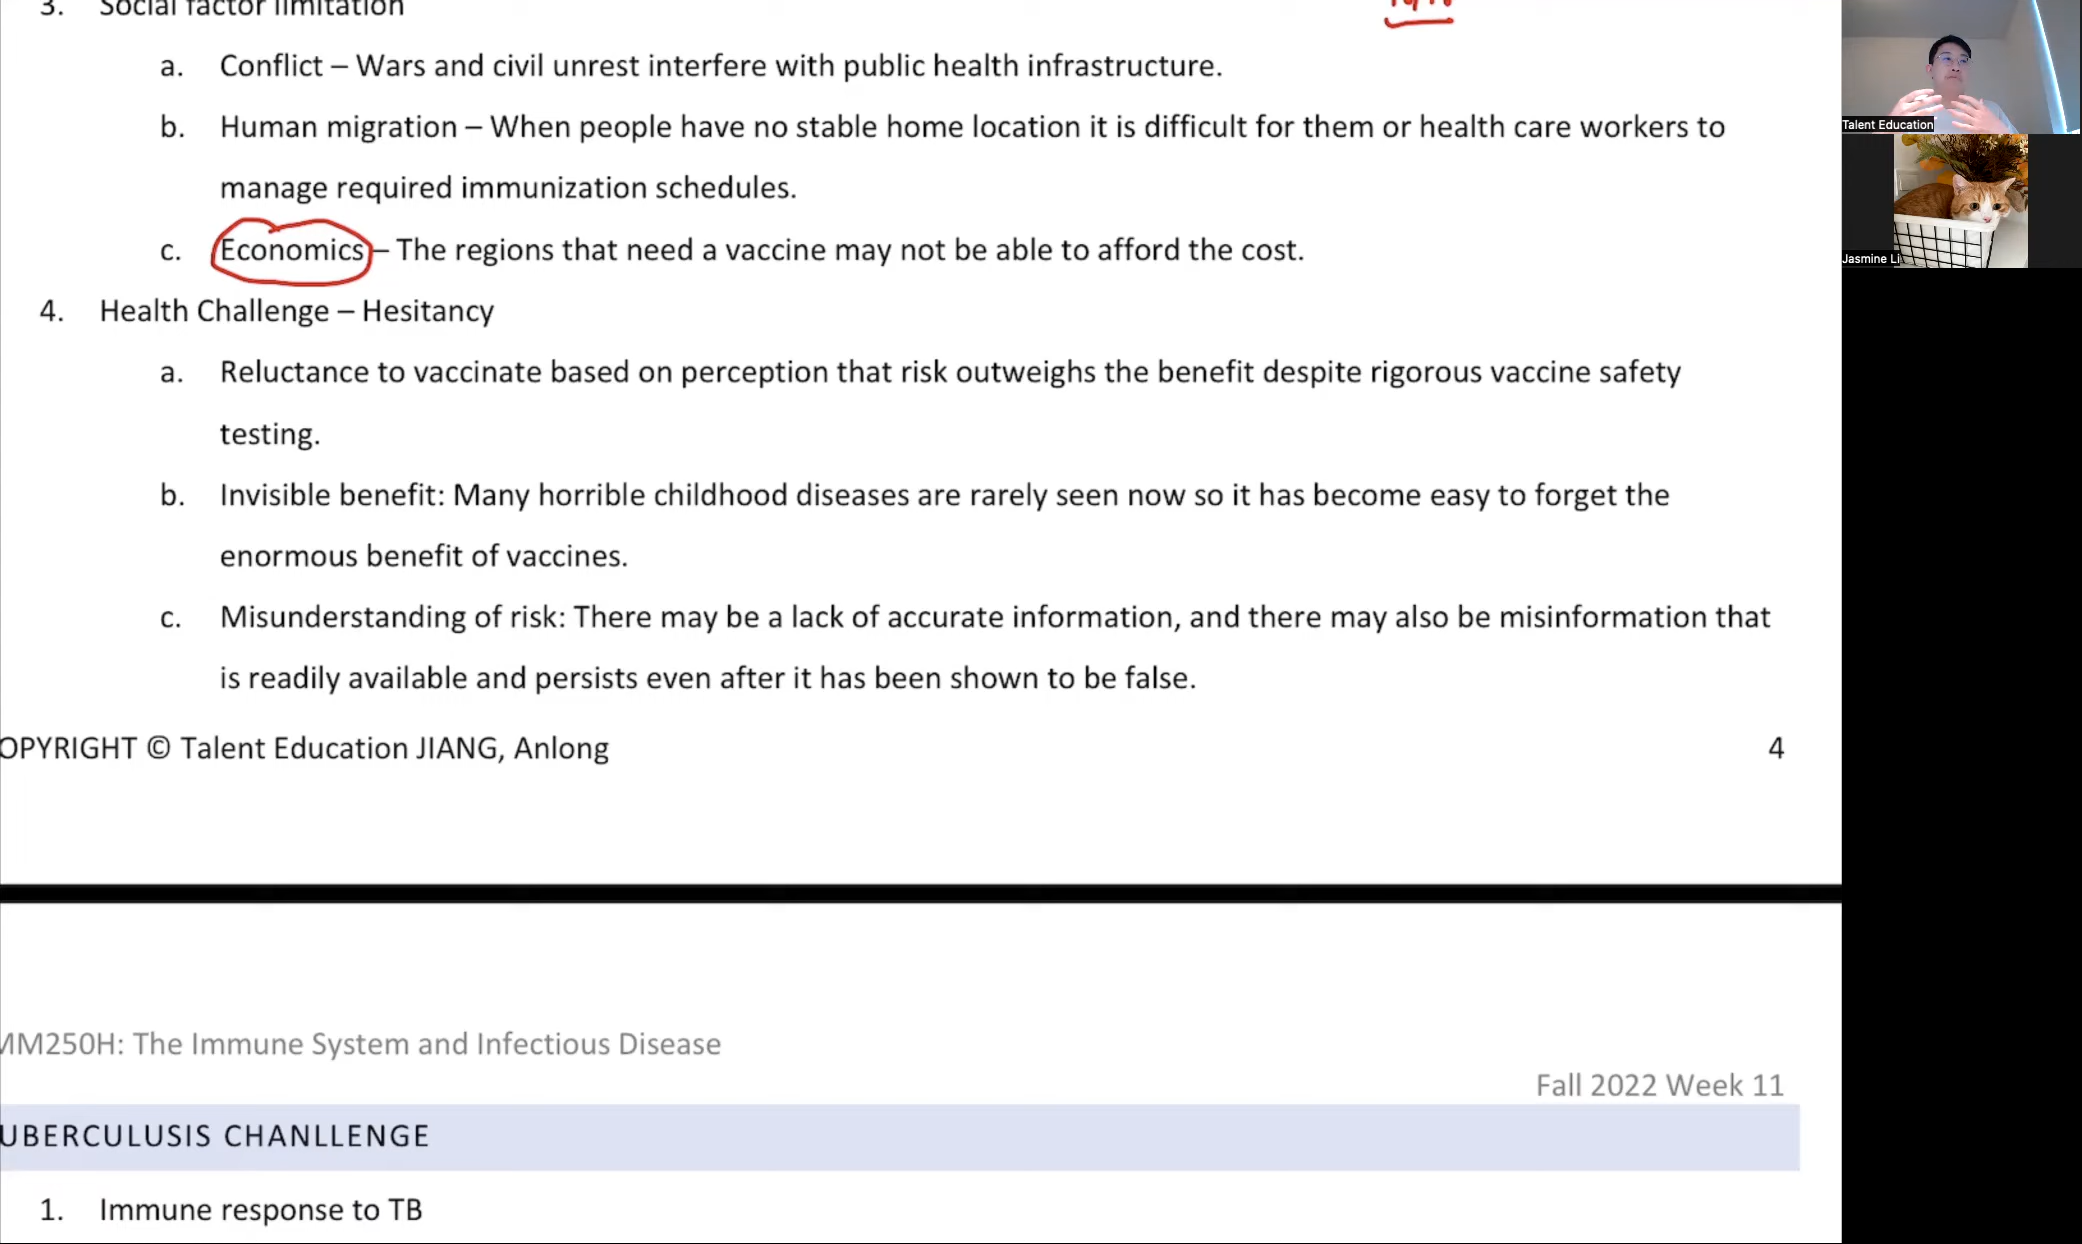 3. Social factor limitation
a. Conflict – Wars and civil unrest interfere with public health infrastructure.
b. Human migration – When people have no stable home location it is difficult for them or health care workers to
manage required immunization schedules.
c. Economics – The regions that need a vaccine may not be able to afford the cost.
4. Health Challenge – Hesitancy
a. Reluctance to vaccinate based on perception that risk outweighs the benefit despite rigorous vaccine safety
testing.
b. Invisible benefit: Many horrible childhood diseases are rarely seen now so it has become easy to forget the
enormous benefit of vaccines.
c. Misunderstanding of risk: There may be a lack of accurate information, and there may also be misinformation that
is readily available and persists even after it has been shown to be false.
OPYRIGHT © Talent Education JIANG, Anlong 4
MM250H: The Immune System and Infectious Disease
Fall 2022 Week 11
UBERCULUSIS CHANLLENGE
1. Immune response to TB
Talent Education
Jasmine Li